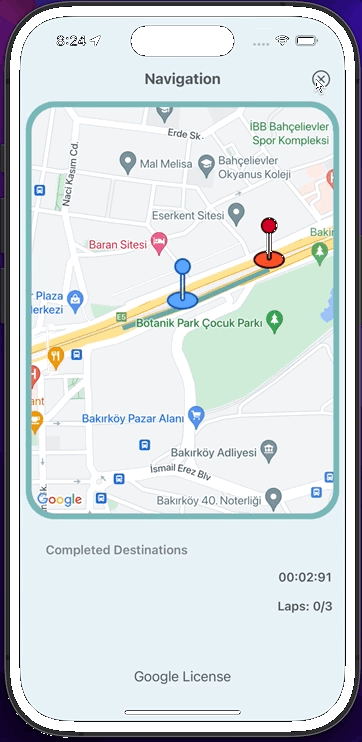 8:24
Navigation
Erde Sk.
İBB Bahçelievler
Spor Kompleksi
Mal Melisa
Bahçelievler
Okyanus Koleji
Naci Kasım Cd.
Eserkent Sitesi
Baran Sitesi
Bakır
r Plaza
lerkezi
E5
Botanik Park Çocuk Parkı
ant
Bakırköy Pazar Alanı
Bakırköy Adliyesi
İsmail Erez Blv
Google
Bakırköy 40. Noterliği
Completed Destinations
00:02:91
Laps: 0/3
Google License